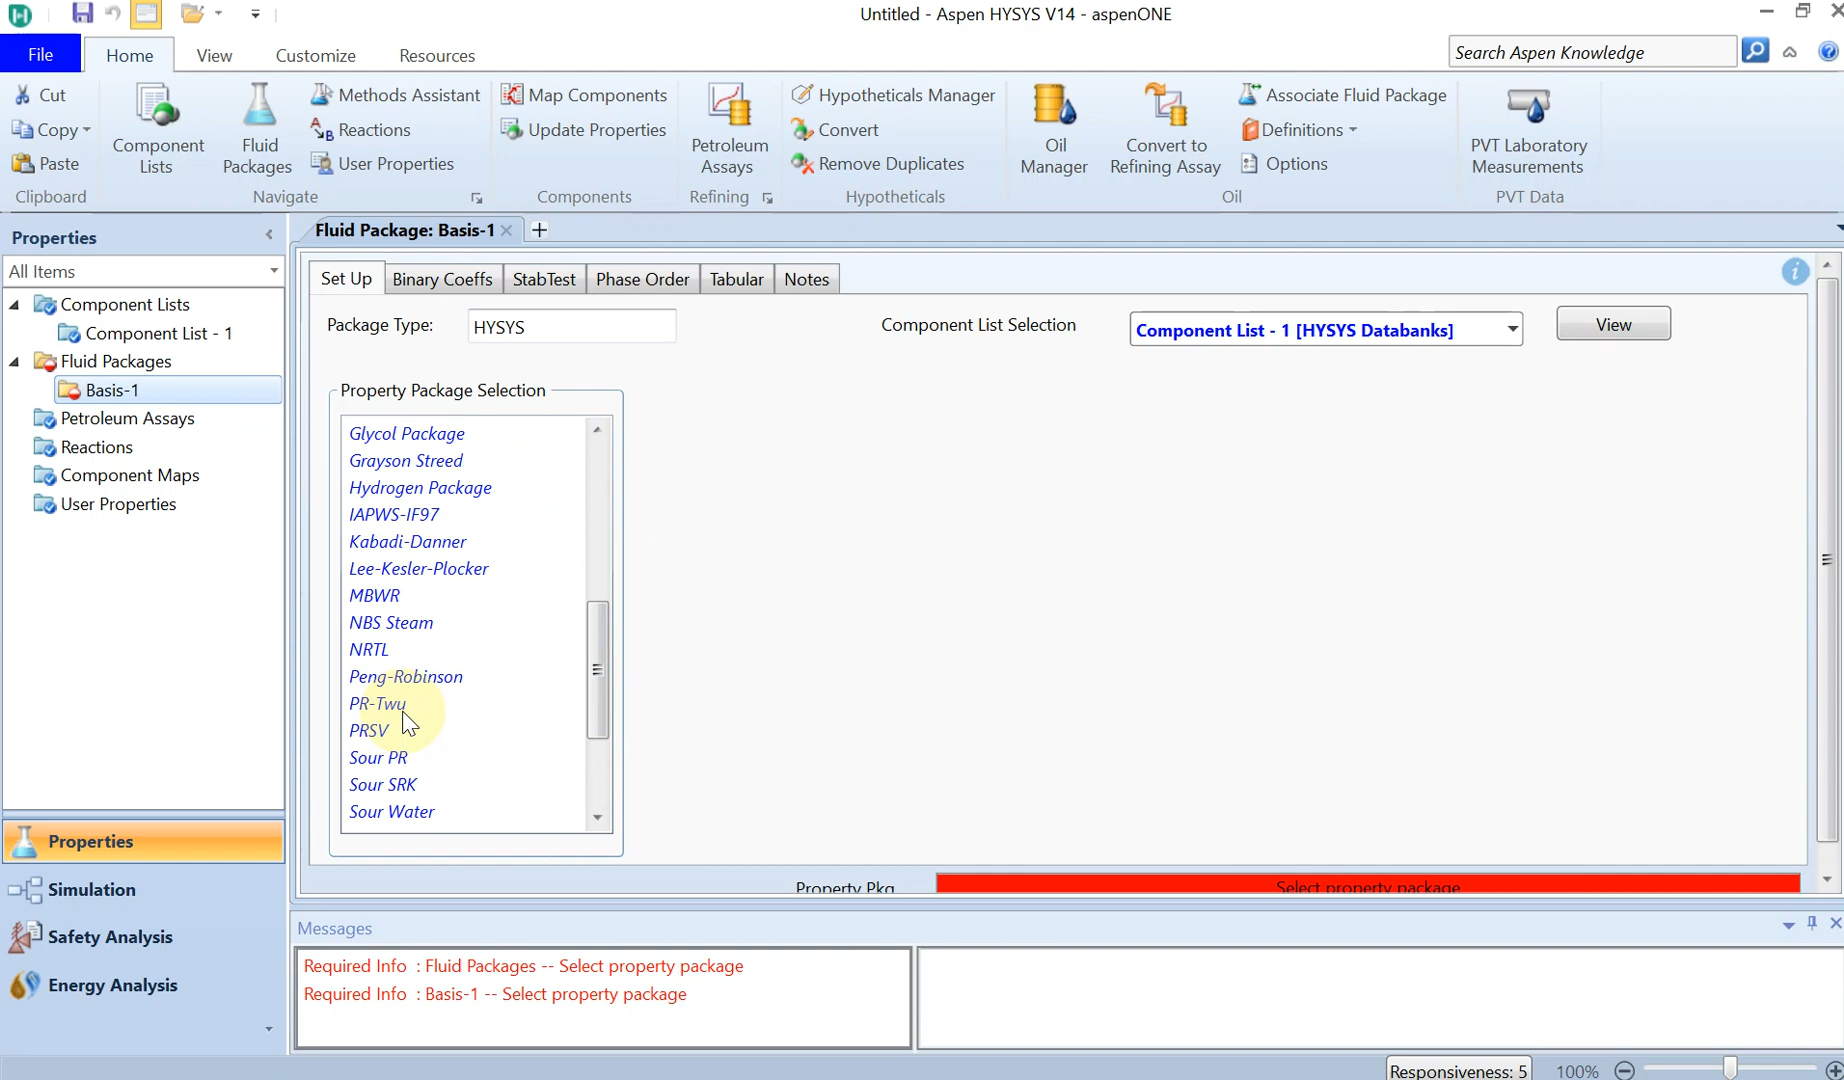 Untitled - Aspen HYSYS V14 - aspenONE
File
Home
View
Customize
Resources
Search Aspen Knowledge
Cut
Copy
Paste
Clipboard
Component Lists
Fluid Packages
Methods Assistant
Reactions
User Properties
Navigate
Map Components
Update Properties
Components
Petroleum Assays
Refining
Hypotheticals Manager
Convert
Remove Duplicates
Hypotheticals
Oil Manager
Convert to Refining Assay
Associate Fluid Package
Definitions
Options
Oil
PVT Laboratory Measurements
PVT Data
Properties
All Items
Component Lists
Component List - 1
Fluid Packages
Basis-1
Petroleum Assays
Reactions
Component Maps
User Properties
Properties
Simulation
Safety Analysis
Energy Analysis
Fluid Package: Basis-1
Set Up
Binary Coeffs
StabTest
Phase Order
Tabular
Notes
Package Type:
HYSYS
Component List Selection
Component List - 1 [HYSYS Databanks]
View
Property Package Selection
Glycol Package
Grayson Streed
Hydrogen Package
IAPWS-IF97
Kabadi-Danner
Lee-Kesler-Plocker
MBWR
NBS Steam
NRTL
Peng-Robinson
PR-Twu
PRSV
Sour PR
Sour SRK
Sour Water
Property Pkg
Select property package
Messages
Required Info : Fluid Packages -- Select property package
Required Info : Basis-1 -- Select property package
Responsiveness: 5
100%